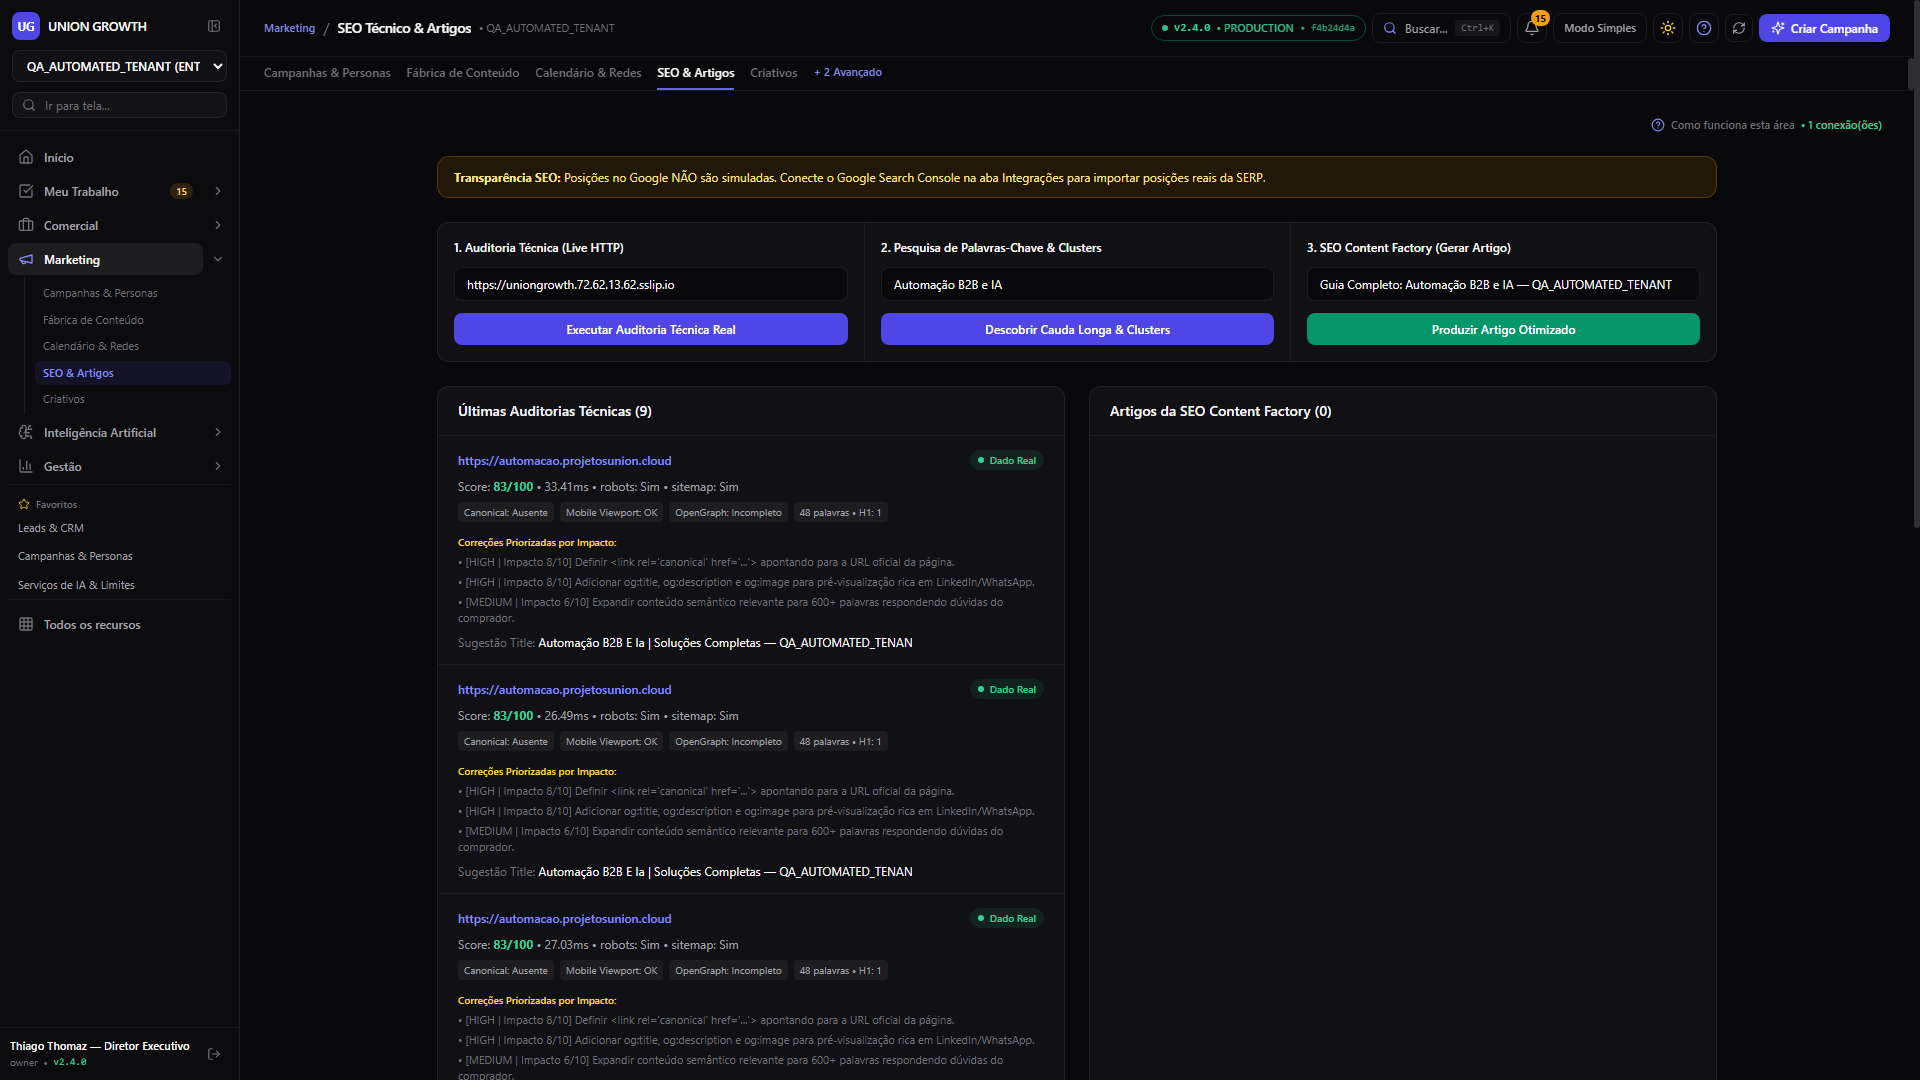 UG UNION GROWTH
QA_AUTOMATED_TENANT (ENT
Ir para tela...
Início
Meu Trabalho 15
Comercial
Marketing
Campanhas & Personas
Fábrica de Conteúdo
Calendário & Redes
SEO & Artigos
Criativos
Inteligência Artificial
Gestão
Favoritos
Leads & CRM
Campanhas & Personas
Serviços de IA & Limites
Todos os recursos
Thiago Thomaz — Diretor Executivo
owner • v2.4.0
Marketing / SEO Técnico & Artigos • QA_AUTOMATED_TENANT
v2.4.0 • PRODUCTION • f4b24d4a
Buscar... Ctrl+K
15
Modo Simples
Criar Campanha
Campanhas & Personas Fábrica de Conteúdo Calendário & Redes SEO & Artigos Criativos + 2 Avançado
Como funciona esta área • 1 conexão(ões)
Transparência SEO: Posições no Google NÃO são simuladas. Conecte o Google Search Console na aba Integrações para importar posições reais da SERP.
1. Auditoria Técnica (Live HTTP)
https://uniongrowth.72.62.13.62.sslip.io
Executar Auditoria Técnica Real
2. Pesquisa de Palavras-Chave & Clusters
Automação B2B e IA
Descobrir Cauda Longa & Clusters
3. SEO Content Factory (Gerar Artigo)
Guia Completo: Automação B2B e IA — QA_AUTOMATED_TENANT
Produzir Artigo Otimizado
Últimas Auditorias Técnicas (9)
https://automacao.projetosunion.cloud Dado Real
Score: 83/100 • 33.41ms • robots: Sim • sitemap: Sim
Canonical: Ausente Mobile Viewport: OK OpenGraph: Incompleto 48 palavras • H1: 1
Correções Priorizadas por Impacto:
• [HIGH | Impacto 8/10] Definir <link rel='canonical' href='...'> apontando para a URL oficial da página.
• [HIGH | Impacto 8/10] Adicionar og:title, og:description e og:image para pré-visualização rica em LinkedIn/WhatsApp.
• [MEDIUM | Impacto 6/10] Expandir conteúdo semântico relevante para 600+ palavras respondendo dúvidas do
comprador.
Sugestão Title: Automação B2B E Ia | Soluções Completas — QA_AUTOMATED_TENAN
https://automacao.projetosunion.cloud Dado Real
Score: 83/100 • 26.49ms • robots: Sim • sitemap: Sim
Canonical: Ausente Mobile Viewport: OK OpenGraph: Incompleto 48 palavras • H1: 1
Correções Priorizadas por Impacto:
• [HIGH | Impacto 8/10] Definir <link rel='canonical' href='...'> apontando para a URL oficial da página.
• [HIGH | Impacto 8/10] Adicionar og:title, og:description e og:image para pré-visualização rica em LinkedIn/WhatsApp.
• [MEDIUM | Impacto 6/10] Expandir conteúdo semântico relevante para 600+ palavras respondendo dúvidas do
comprador.
Sugestão Title: Automação B2B E Ia | Soluções Completas — QA_AUTOMATED_TENAN
https://automacao.projetosunion.cloud Dado Real
Score: 83/100 • 27.03ms • robots: Sim • sitemap: Sim
Canonical: Ausente Mobile Viewport: OK OpenGraph: Incompleto 48 palavras • H1: 1
Correções Priorizadas por Impacto:
• [HIGH | Impacto 8/10] Definir <link rel='canonical' href='...'> apontando para a URL oficial da página.
• [HIGH | Impacto 8/10] Adicionar og:title, og:description e og:image para pré-visualização rica em LinkedIn/WhatsApp.
• [MEDIUM | Impacto 6/10] Expandir conteúdo semântico relevante para 600+ palavras respondendo dúvidas do
comprador.
Artigos da SEO Content Factory (0)